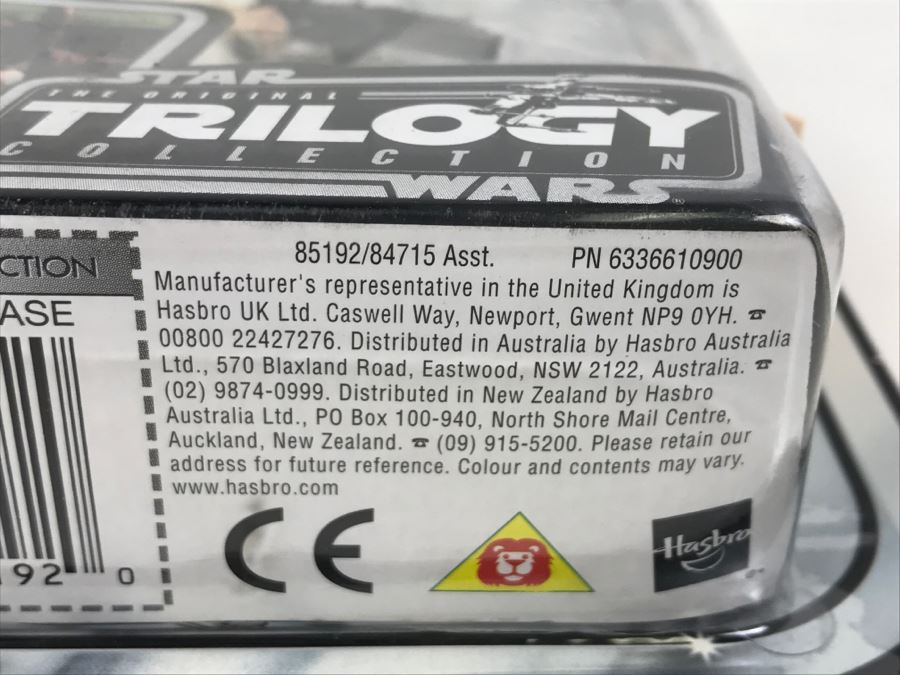 STAR
THE ORIGINAL
TRILOGY
COLLECTION
WARS
CTION
ASE
92 0
85192/84715 Asst. PN 6336610900
Manufacturer's representative in the United Kingdom is
Hasbro UK Ltd. Caswell Way, Newport, Gwent NP9 0YH. ☎
00800 22427276. Distributed in Australia by Hasbro Australia
Ltd., 570 Blaxland Road, Eastwood, NSW 2122, Australia. ☎
(02) 9874-0999. Distributed in New Zealand by Hasbro
Australia Ltd., PO Box 100-940, North Shore Mail Centre,
Auckland, New Zealand. ☎ (09) 915-5200. Please retain our
address for future reference. Colour and contents may vary.
www.hasbro.com
CE
Hasbro